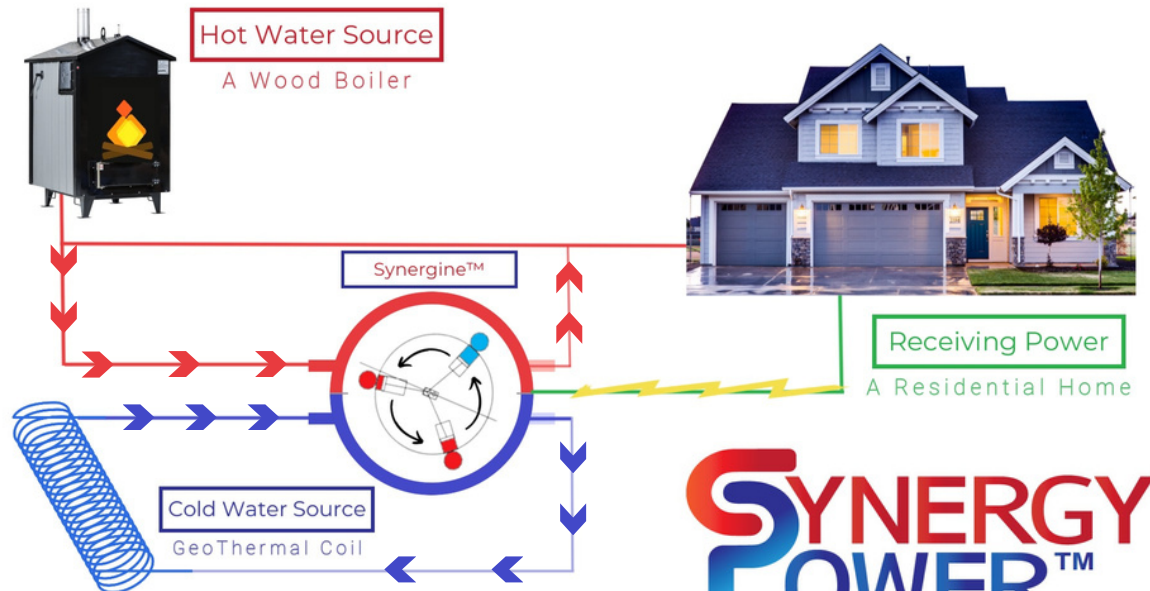 Hot Water Source
A Wood Boiler
Synergine™
Receiving Power
A Residential Home
Cold Water Source
GeoThermal Coil
SYNERGY
POWER™